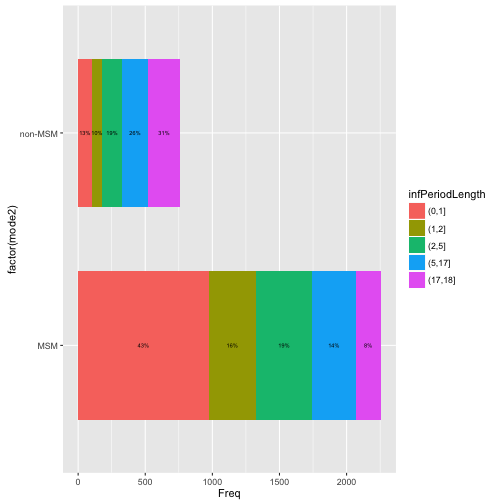 non-MSM
13% 10% 19% 26% 31%
factor(mode2)
MSM
43% 16% 19% 14% 8%
0 500 1000 1500 2000
Freq
infPeriodLength
(0,1]
(1,2]
(2,5]
(5,17]
(17,18]